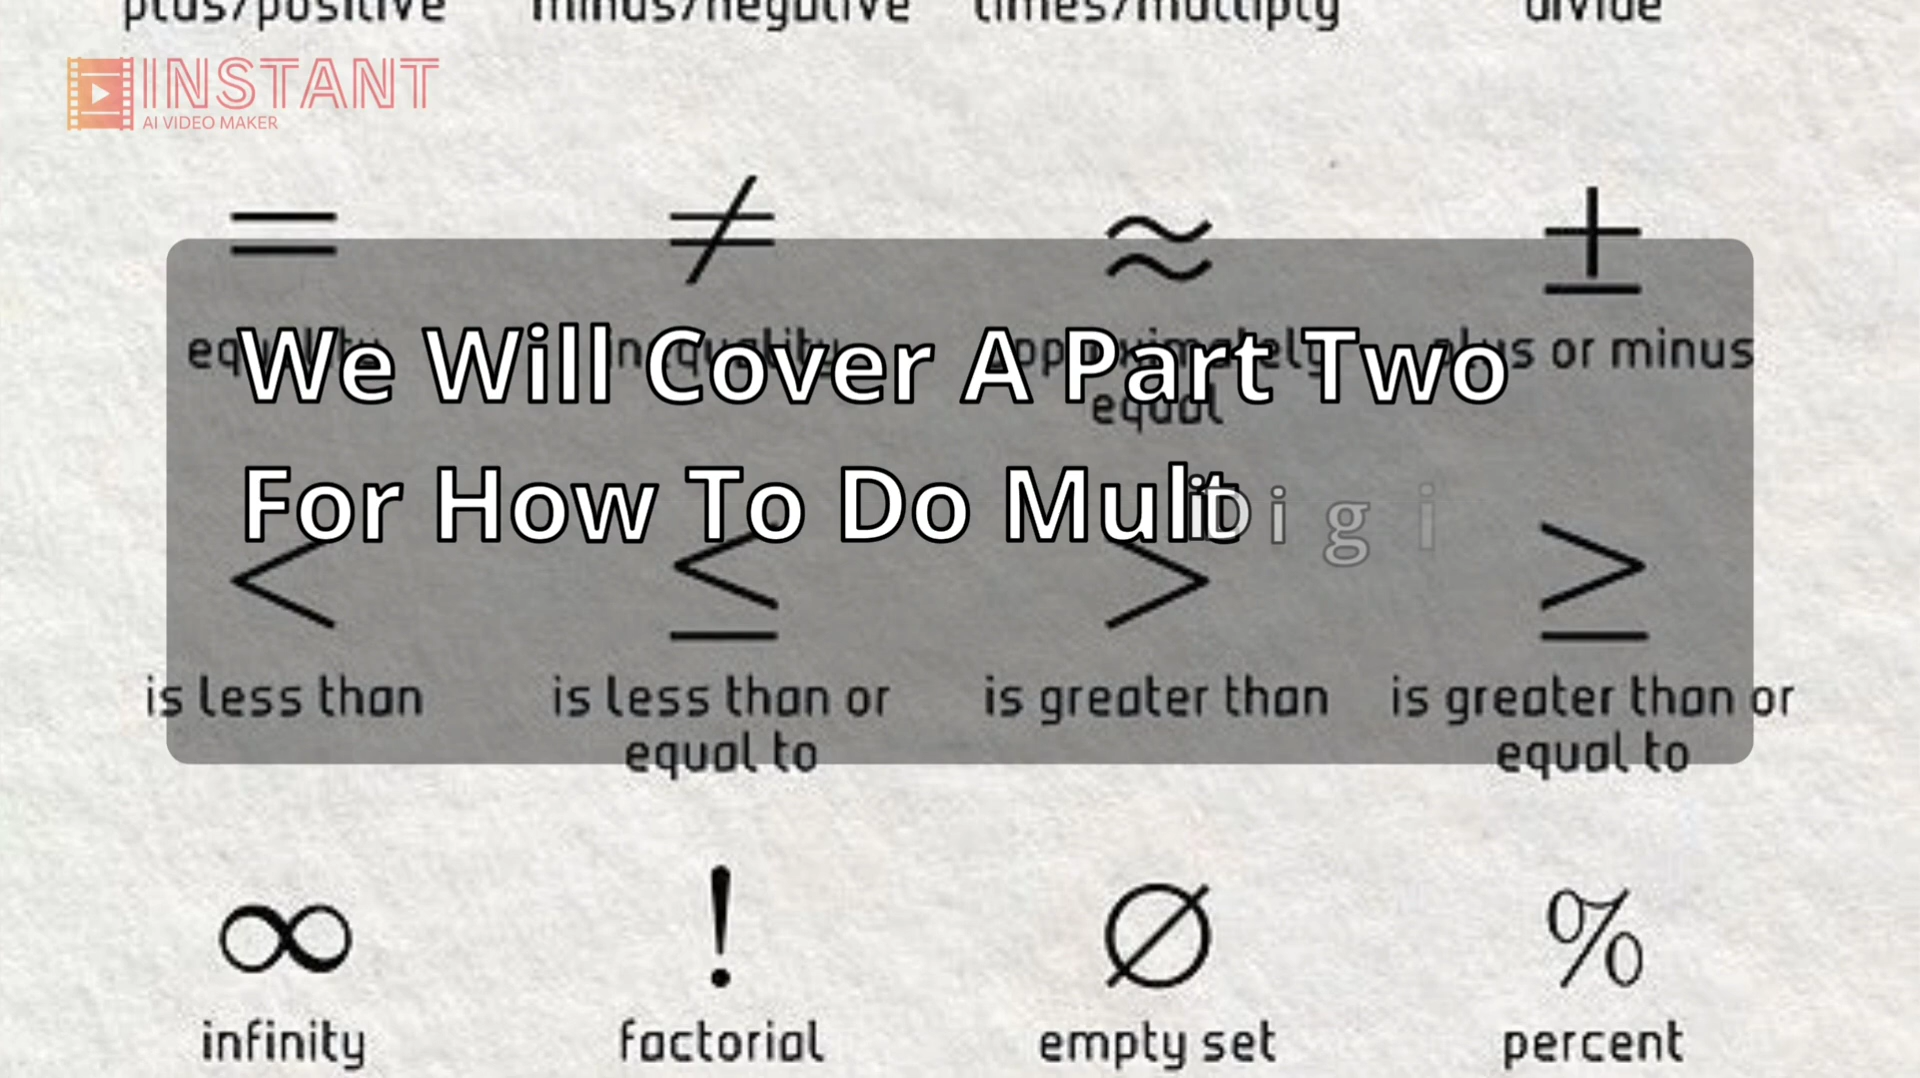 plus/positive minus/negative times/multiply divide
INSTANT
AI VIDEO MAKER
= ≠ ≈ ±
We Will Cover A Part Two
plus or minus
equal
For How To Do
< ≤ > ≥
is less than is less than or is greater than is greater than or
equal to equal to
∞ ! ∅ %
infinity factorial empty set percent